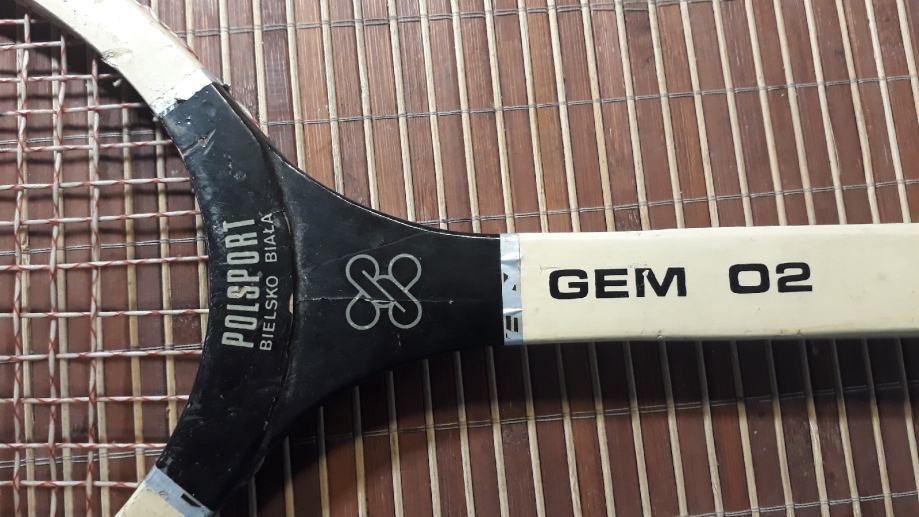 POLSPORT
BIELSKO BIAŁA
GEM 02